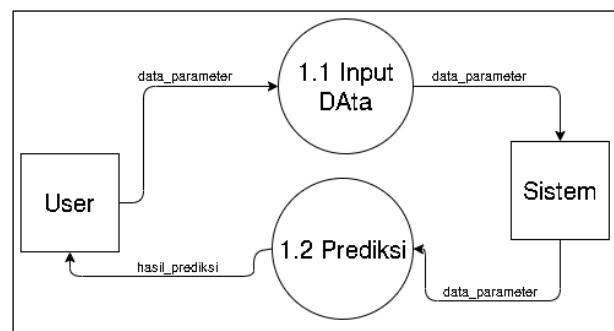 data_parameter
1.1 Input
DAta
data_parameter
User
Sistem
1.2 Prediksi
hasil_prediksi
data_parameter